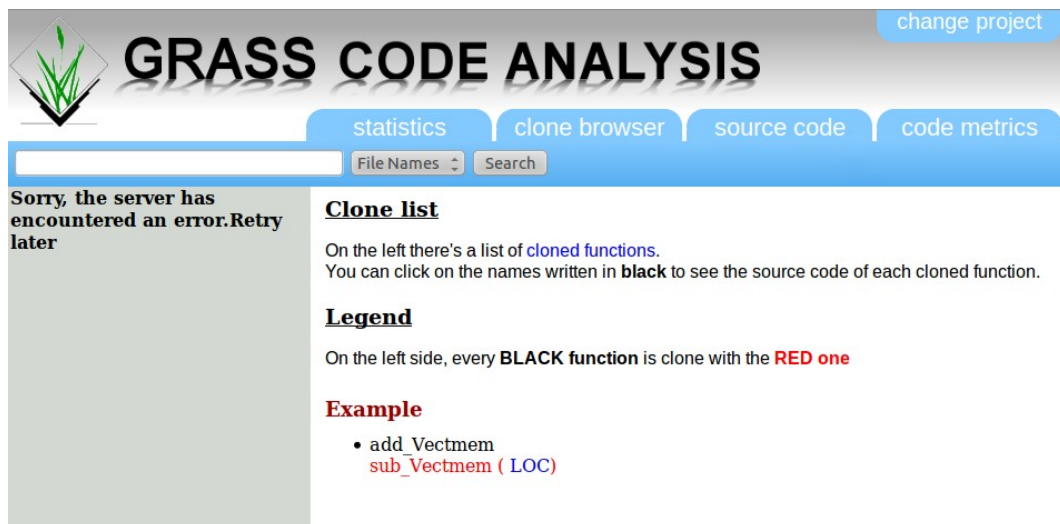 change project
GRASS CODE ANALYSIS
statistics
clone browser
source code
code metrics
File Names
Search
Sorry, the server has
encountered an error.Retry
later
Clone list
On the left there's a list of cloned functions.
You can click on the names written in black to see the source code of each cloned function.
Legend
On the left side, every BLACK function is clone with the RED one
Example
• add_Vectmem
sub_Vectmem ( LOC)